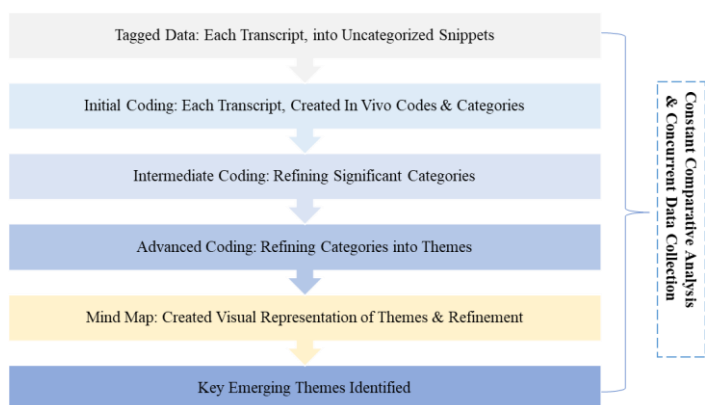 Tagged Data: Each Transcript, into Uncategorized Snippets
Initial Coding: Each Transcript, Created In Vivo Codes & Categories
Intermediate Coding: Refining Significant Categories
Advanced Coding: Refining Categories into Themes
Mind Map: Created Visual Representation of Themes & Refinement
Key Emerging Themes Identified
Constant Comparative Analysis
& Concurrent Data Collection